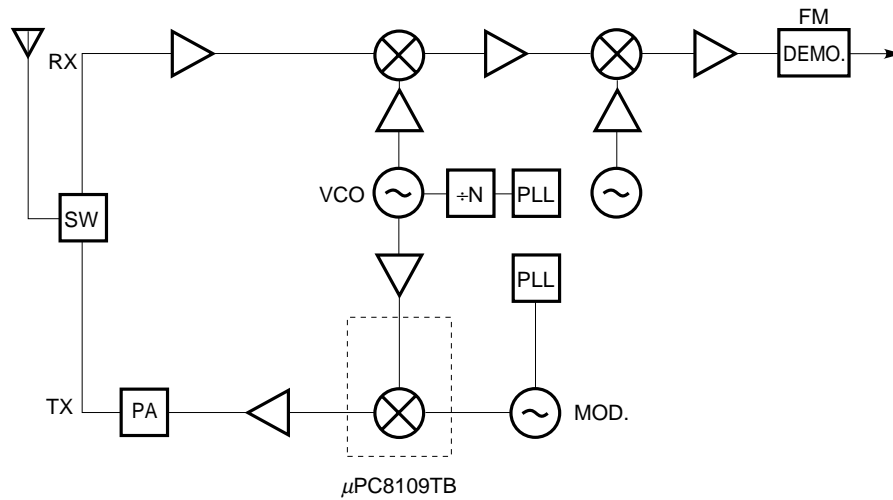 FM
RX
DEMO.
VCO
÷N
PLL
SW
PLL
TX
PA
MOD.
µPC8109TB